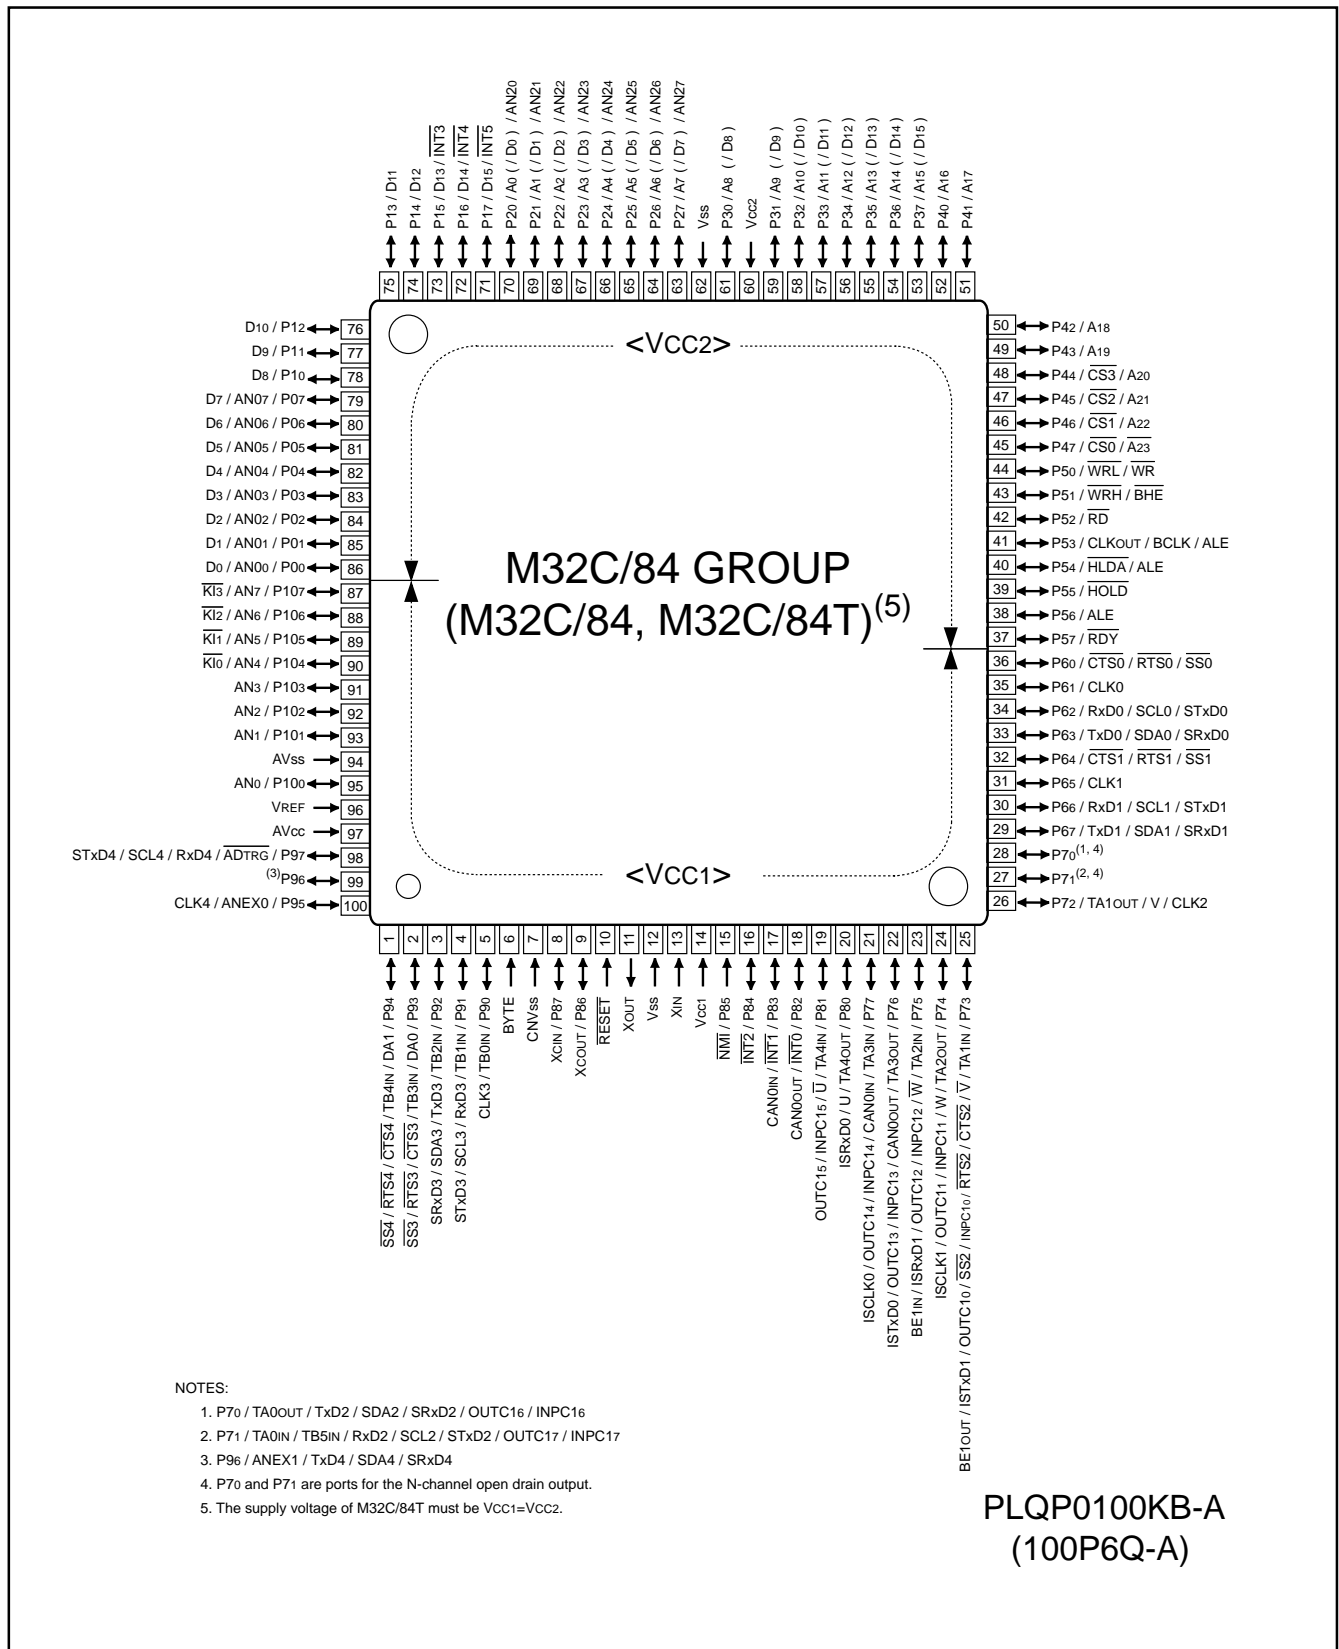 P13 / D11
P14 / D12
P15 / D13 / INT3
P16 / D14 / INT4
P17 / D15 / INT5
P20 / A0 ( / D0 ) / AN20
P21 / A1 ( / D1 ) / AN21
P22 / A2 ( / D2 ) / AN22
P23 / A3 ( / D3 ) / AN23
P24 / A4 ( / D4 ) / AN24
P25 / A5 ( / D5 ) / AN25
P26 / A6 ( / D6 ) / AN26
P27 / A7 ( / D7 ) / AN27
Vss
P30 / A8 ( / D8 )
Vcc2
P31 / A9 ( / D9 )
P32 / A10 ( / D10 )
P33 / A11 ( / D11 )
P34 / A12 ( / D12 )
P35 / A13 ( / D13 )
P36 / A14 ( / D14 )
P37 / A15 ( / D15 )
P40 / A16
P41 / A17
75 74 73 72 71 70 69 68 67 66 65 64 63 62 61 60 59 58 57 56 55 54 53 52 51
D10 / P12 76
D9 / P11 77
D8 / P10 78
D7 / AN07 / P07 79
D6 / AN06 / P06 80
D5 / AN05 / P05 81
D4 / AN04 / P04 82
D3 / AN03 / P03 83
D2 / AN02 / P02 84
D1 / AN01 / P01 85
D0 / AN00 / P00 86
KI3 / AN7 / P107 87
KI2 / AN6 / P106 88
KI1 / AN5 / P105 89
KI0 / AN4 / P104 90
AN3 / P103 91
AN2 / P102 92
AN1 / P101 93
AVss 94
AN0 / P100 95
VREF 96
AVcc 97
STxD4 / SCL4 / RxD4 / ADTRG / P97 98
(3)P96 99
CLK4 / ANEX0 / P95 100
<VCC2>
M32C/84 GROUP
(M32C/84, M32C/84T)(5)
<VCC1>
50 P42 / A18
49 P43 / A19
48 P44 / CS3 / A20
47 P45 / CS2 / A21
46 P46 / CS1 / A22
45 P47 / CS0 / A23
44 P50 / WRL / WR
43 P51 / WRH / BHE
42 P52 / RD
41 P53 / CLKOUT / BCLK / ALE
40 P54 / HLDA / ALE
39 P55 / HOLD
38 P56 / ALE
37 P57 / RDY
36 P60 / CTS0 / RTS0 / SS0
35 P61 / CLK0
34 P62 / RxD0 / SCL0 / STxD0
33 P63 / TxD0 / SDA0 / SRxD0
32 P64 / CTS1 / RTS1 / SS1
31 P65 / CLK1
30 P66 / RxD1 / SCL1 / STxD1
29 P67 / TxD1 / SDA1 / SRxD1
28 P70(1, 4)
27 P71(2, 4)
26 P72 / TA1OUT / V / CLK2
1 2 3 4 5 6 7 8 9 10 11 12 13 14 15 16 17 18 19 20 21 22 23 24 25
SS4 / RTS4 / CTS4 / TB4IN / DA1 / P94
SS3 / RTS3 / CTS3 / TB3IN / DA0 / P93
SRxD3 / SDA3 / TxD3 / TB2IN / P92
STxD3 / SCL3 / RxD3 / TB1IN / P91
CLK3 / TB0IN / P90
BYTE
CNVss
XCIN / P87
XCOUT / P86
RESET
XOUT
Vss
XIN
Vcc1
NMI / P85
INT2 / P84
CAN0IN / INT1 / P83
CAN0OUT / INT0 / P82
OUTC15 / INPC15 / U / TA4IN / P81
ISRxD0 / U / TA4OUT / P80
ISCLK0 / OUTC14 / INPC14 / CAN0IN / TA3IN / P77
ISTxD0 / OUTC13 / INPC13 / CAN0OUT / TA3OUT / P76
BE1IN / ISRxD1 / OUTC12 / INPC12 / W / TA2IN / P75
ISCLK1 / OUTC11 / INPC11 / W / TA2OUT / P74
BE1OUT / ISTxD1 / OUTC10 / SS2 / INPC10 / RTS2 / CTS2 / V / TA1IN / P73
NOTES:
1. P70 / TA0OUT / TxD2 / SDA2 / SRxD2 / OUTC16 / INPC16
2. P71 / TA0IN / TB5IN / RxD2 / SCL2 / STxD2 / OUTC17 / INPC17
3. P96 / ANEX1 / TxD4 / SDA4 / SRxD4
4. P70 and P71 are ports for the N-channel open drain output.
5. The supply voltage of M32C/84T must be VCC1=VCC2.
PLQP0100KB-A
(100P6Q-A)